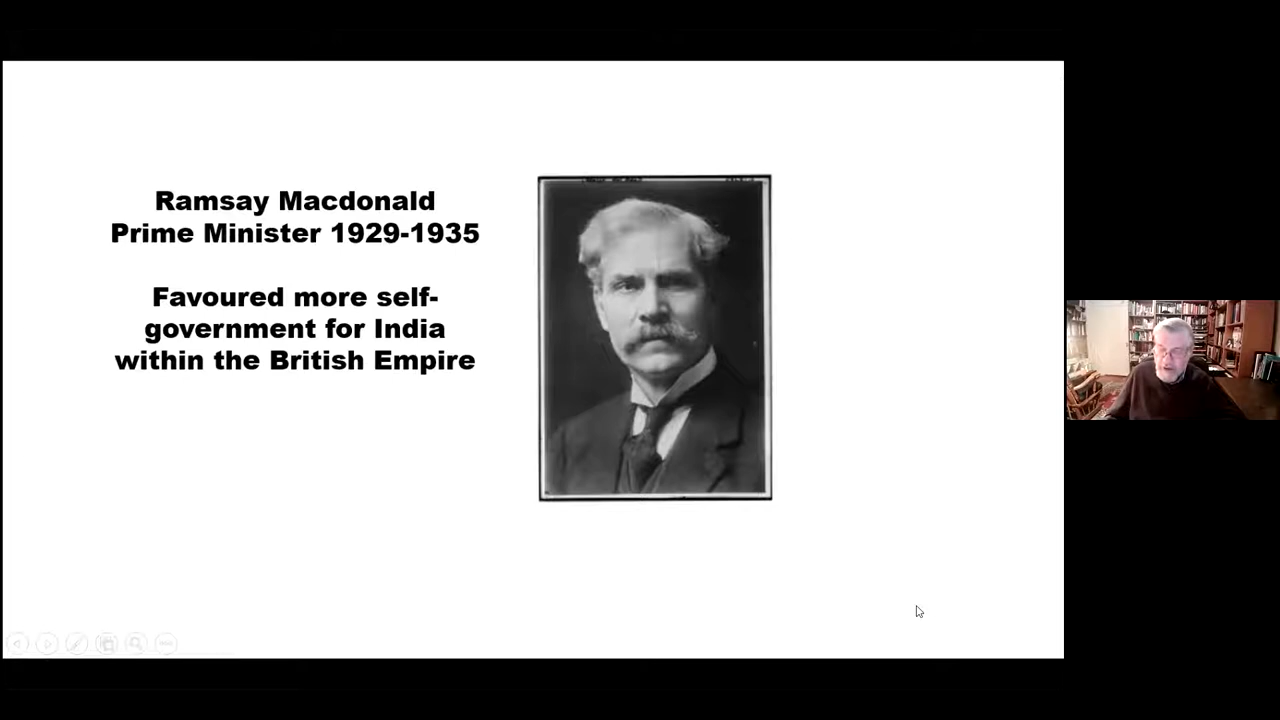 Ramsay Macdonald
Prime Minister 1929-1935
Favoured more self-
government for India
within the British Empire